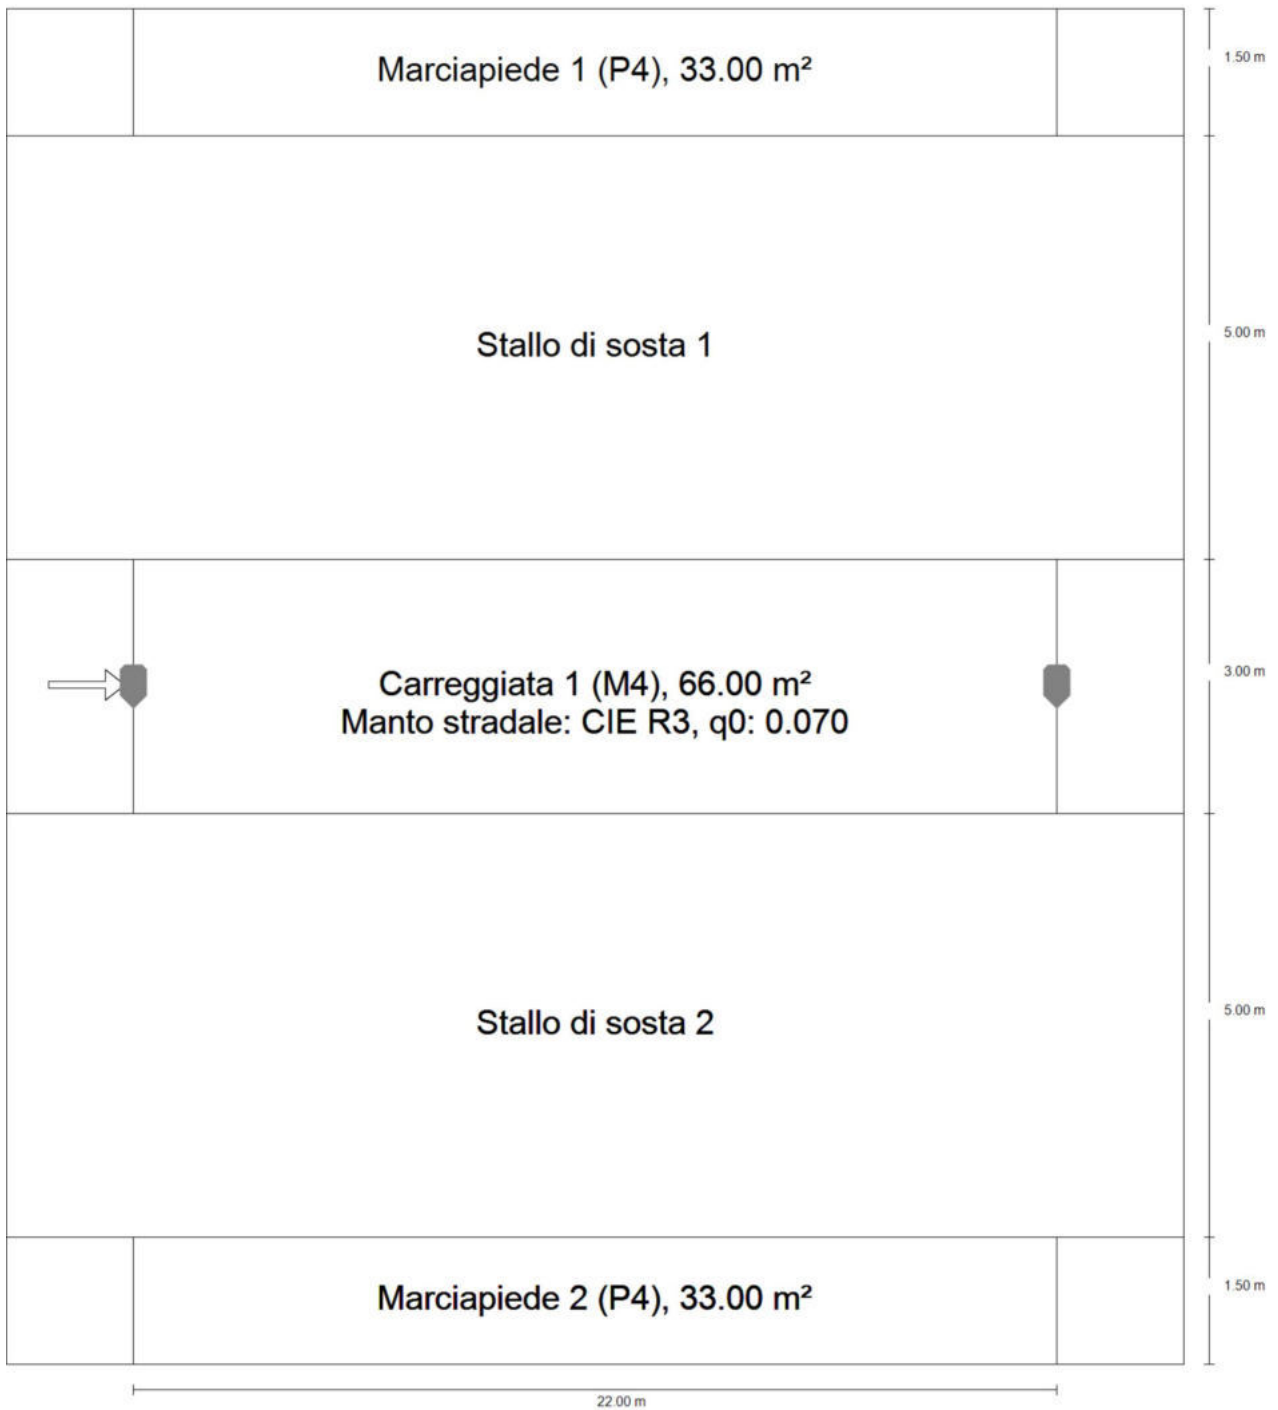 Marciapiede 1 (P4), 33.00 m²
1.50 m
Stallo di sosta 1
5.00 m
Carreggiata 1 (M4), 66.00 m²
Manto stradale: CIE R3, q0: 0.070
3.00 m
Stallo di sosta 2
5.00 m
Marciapiede 2 (P4), 33.00 m²
1.50 m
22.00 m